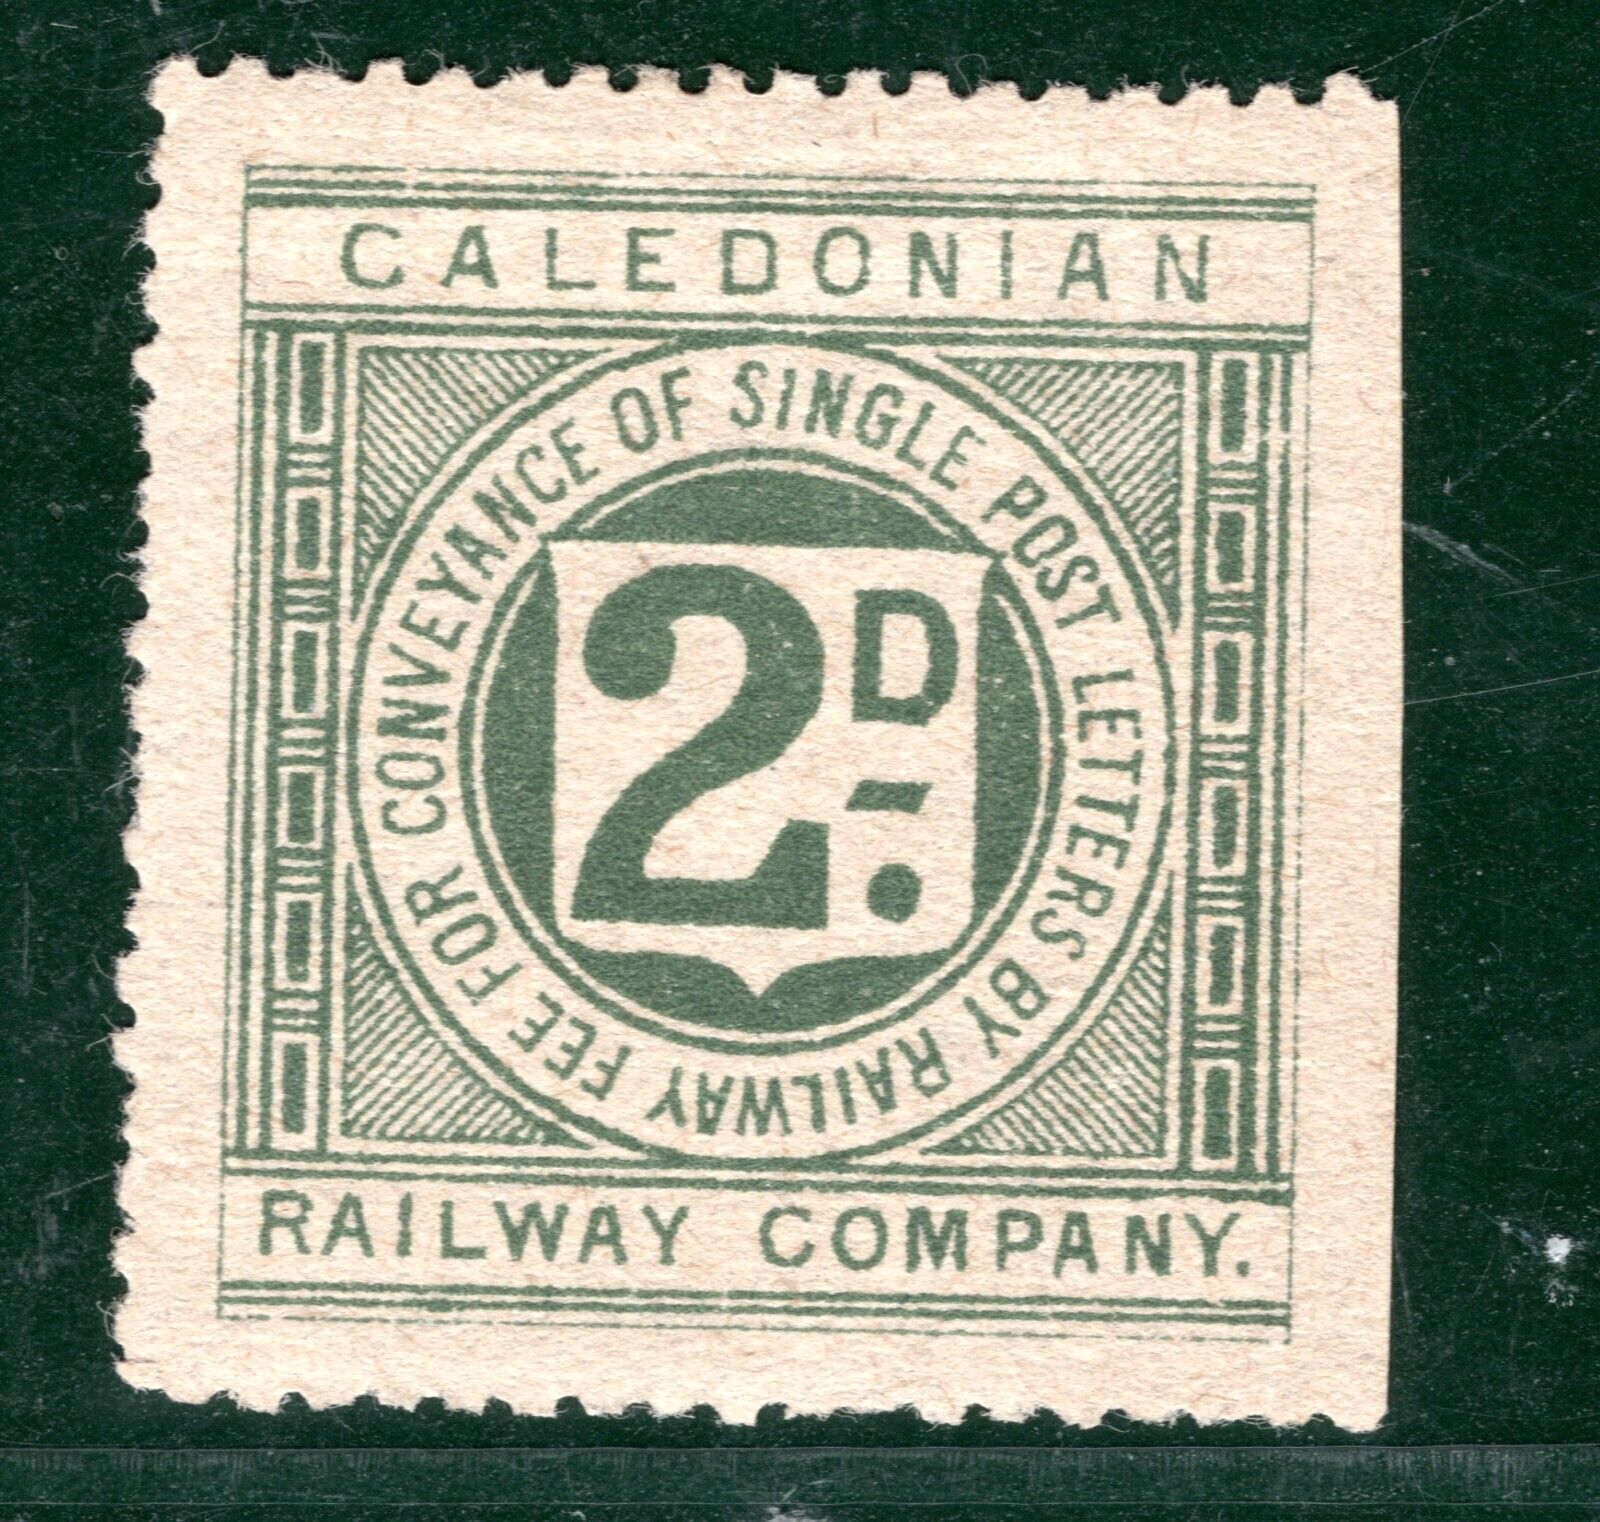 CALEDONIAN
RAILWAY FEE FOR CONVEYANCE OF SINGLE POST LETTERS BY
2D.
RAILWAY COMPANY.